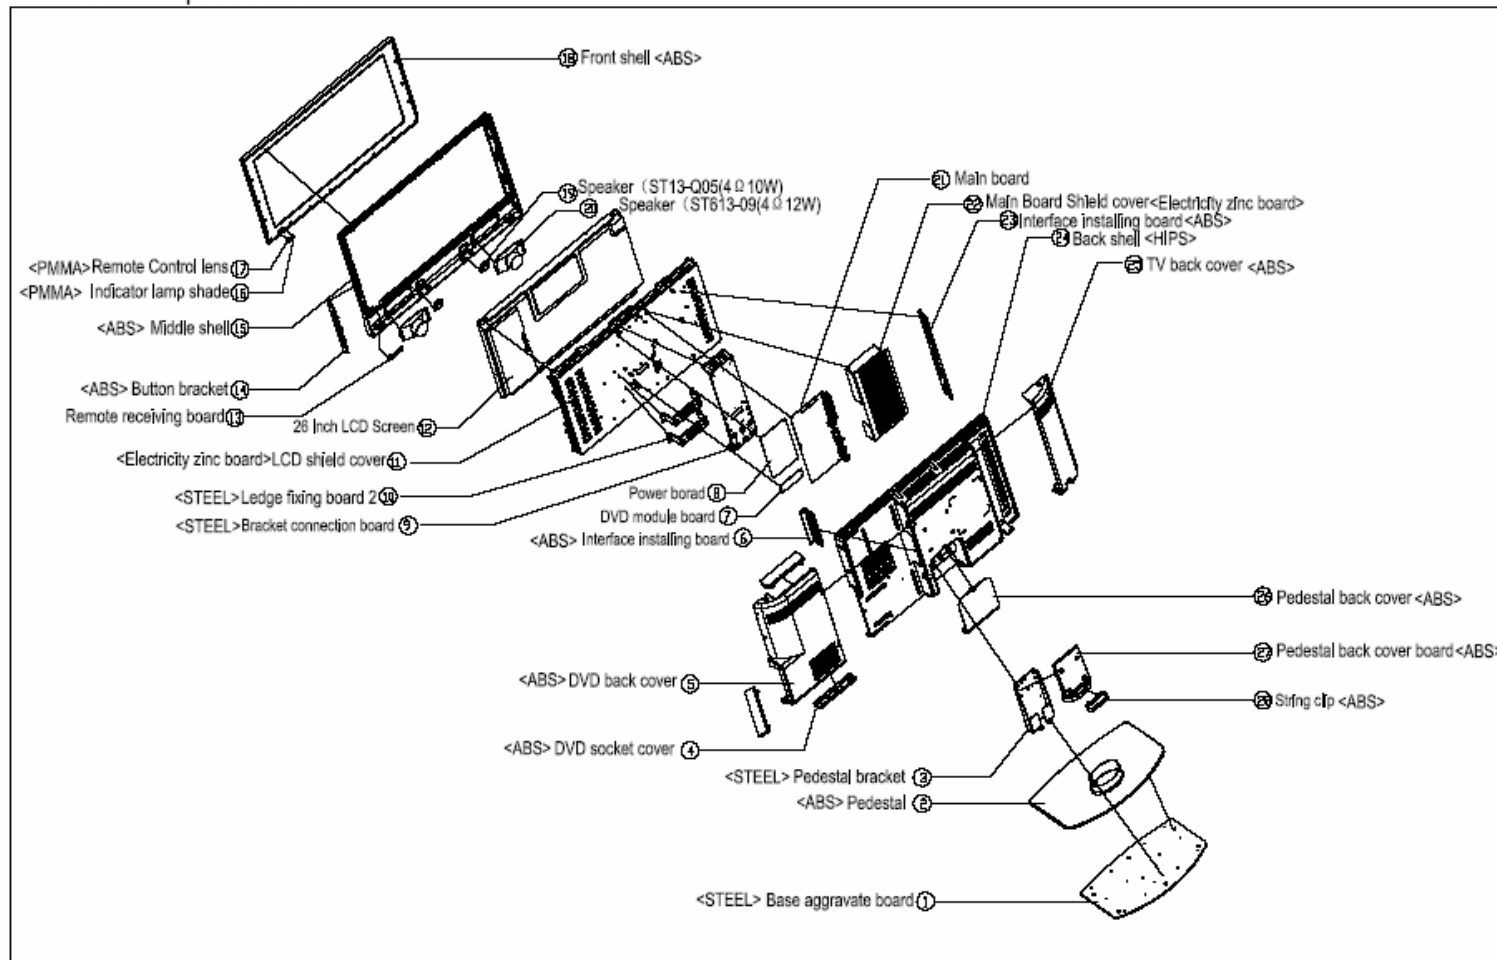 ⑱ Front shell <ABS>
⑲ Speaker (ST13-Q05(4Ω10W)
⑳ Speaker (ST613-09(4Ω12W)
㉑ Main board
㉒ Main Board Shield cover<Electricity zinc board>
㉓ Interface installing board<ABS>
㉔ Back shell <HIPS>
㉕ TV back cover <ABS>
<PMMA>Remote Control lens ⑰
<PMMA> Indicator lamp shade ⑯
<ABS> Middle shell ⑮
<ABS> Button bracket ⑭
Remote receiving board ⑬
26 Inch LCD Screen ⑫
<Electricity zinc board>LCD shield cover ⑪
<STEEL>Ledge fixing board 2 ⑩
<STEEL>Bracket connection board ⑨
Power borad ⑧
DVD module board ⑦
<ABS> Interface installing board ⑥
<ABS> DVD back cover ⑤
<ABS> DVD socket cover ④
<STEEL> Pedestal bracket ③
<ABS> Pedestal ②
<STEEL> Base aggravate board ①
㉖ Pedestal back cover <ABS>
㉗ Pedestal back cover board <ABS>
㉘ String clip <ABS>